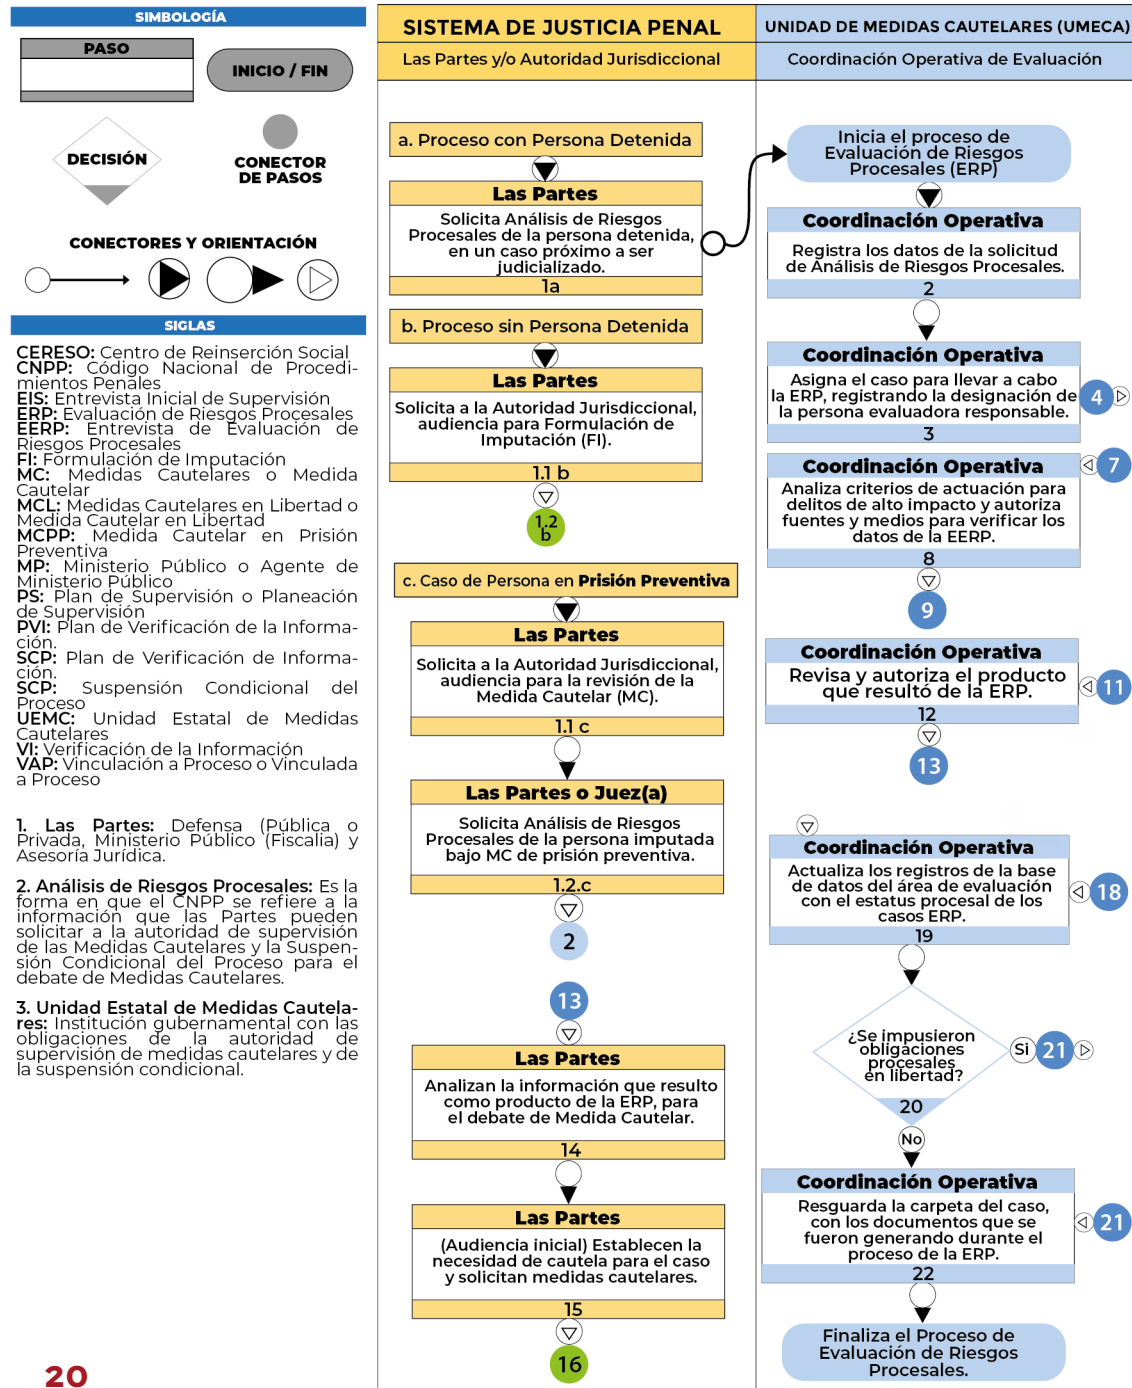 SIMBOLOGÍA
PASO
INICIO / FIN
DECISIÓN
CONECTOR
DE PASOS
CONECTORES Y ORIENTACIÓN
SIGLAS
CERESO: Centro de Reinserción Social
CNPP: Código Nacional de Procedi-
mientos Penales
EIS: Entrevista Inicial de Supervisión
ERP: Evaluación de Riesgos Procesales
EERP: Entrevista de Evaluación de
Riesgos Procesales
FI: Formulación de Imputación
MC: Medidas Cautelares o Medida
Cautelar
MCL: Medidas Cautelares en Libertad o
Medida Cautelar en Libertad
MCPP: Medida Cautelar en Prisión
Preventiva
MP: Ministerio Público o Agente de
Ministerio Público
PS: Plan de Supervisión o Planeación
de Supervisión
PVI: Plan de Verificación de la Informa-
ción.
SCP: Plan de Verificación de Informa-
ción.
SCP: Suspensión Condicional del
Proceso
UEMC: Unidad Estatal de Medidas
Cautelares
VI: Verificación de la Información
VAP: Vinculación a Proceso o Vinculada
a Proceso
1. Las Partes: Defensa (Pública o
Privada, Ministerio Público (Fiscalia) y
Asesoría Jurídica.
2. Análisis de Riesgos Procesales: Es la
forma en que el CNPP se refiere a la
información que las Partes pueden
solicitar a la autoridad de supervisión
de las Medidas Cautelares y la Suspen-
sión Condicional del Proceso para el
debate de Medidas Cautelares.
3. Unidad Estatal de Medidas Cautela-
res: Institución gubernamental con las
obligaciones de la autoridad de
supervisión de medidas cautelares y de
la suspensión condicional.
20
SISTEMA DE JUSTICIA PENAL
Las Partes y/o Autoridad Jurisdiccional
a. Proceso con Persona Detenida
Las Partes
Solicita Análisis de Riesgos
Procesales de la persona detenida,
en un caso próximo a ser
judicializado.
1a
b. Proceso sin Persona Detenida
Las Partes
Solicita a la Autoridad Jurisdiccional,
audiencia para Formulación de
Imputación (FI).
1.1 b
1.2
b
c. Caso de Persona en Prisión Preventiva
Las Partes
Solicita a la Autoridad Jurisdiccional,
audiencia para la revisión de la
Medida Cautelar (MC).
1.1 c
Las Partes o Juez(a)
Solicita Análisis de Riesgos
Procesales de la persona imputada
bajo MC de prisión preventiva.
1.2.c
2
13
Las Partes
Analizan la información que resulto
como producto de la ERP, para
el debate de Medida Cautelar.
14
Las Partes
(Audiencia inicial) Establecen la
necesidad de cautela para el caso
y solicitan medidas cautelares.
15
16
UNIDAD DE MEDIDAS CAUTELARES (UMECA)
Coordinación Operativa de Evaluación
Inicia el proceso de
Evaluación de Riesgos
Procesales (ERP)
Coordinación Operativa
Registra los datos de la solicitud
de Análisis de Riesgos Procesales.
2
Coordinación Operativa
Asigna el caso para llevar a cabo
la ERP, registrando la designación de
la persona evaluadora responsable.
4
3
Coordinación Operativa
7
Analiza criterios de actuación para
delitos de alto impacto y autoriza
fuentes y medios para verificar los
datos de la EERP.
8
9
Coordinación Operativa
Revisa y autoriza el producto
que resultó de la ERP.
11
12
13
Coordinación Operativa
Actualiza los registros de la base
de datos del área de evaluación
con el estatus procesal de los
casos ERP.
18
19
¿Se impusieron
obligaciones
procesales
en libertad?
Si
21
20
No
Coordinación Operativa
Resguarda la carpeta del caso,
con los documentos que se
fueron generando durante el
proceso de la ERP.
21
22
Finaliza el Proceso de
Evaluación de Riesgos
Procesales.